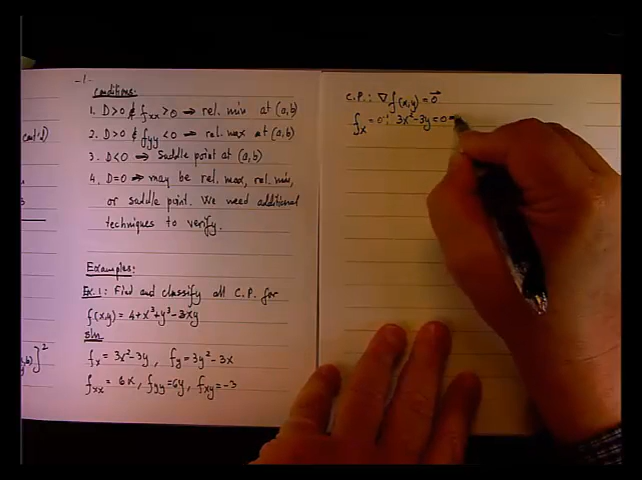 -1-
Conditions:
1. D>0 & fxx>0 ⇒ rel. min at (a,b)
2. D>0 & fyy<0 ⇒ rel. max at (a,b)
3. D<0 ⇒ Saddle point at (a,b)
4. D=0 ⇒ may be rel. max, rel. min,
or saddle point. We need additional
techniques to verify.
Examples:
Ex.1: Find and classify all C.P. for
f(x,y) = 4+x³+y³-3xy
sln
fx = 3x²-3y, fy = 3y²-3x
fxx = 6x, fyy=6y, fxy=-3
)]²
C.P.: ∇f(x,y) = 0⃗
fx = 0: 3x²-3y=0